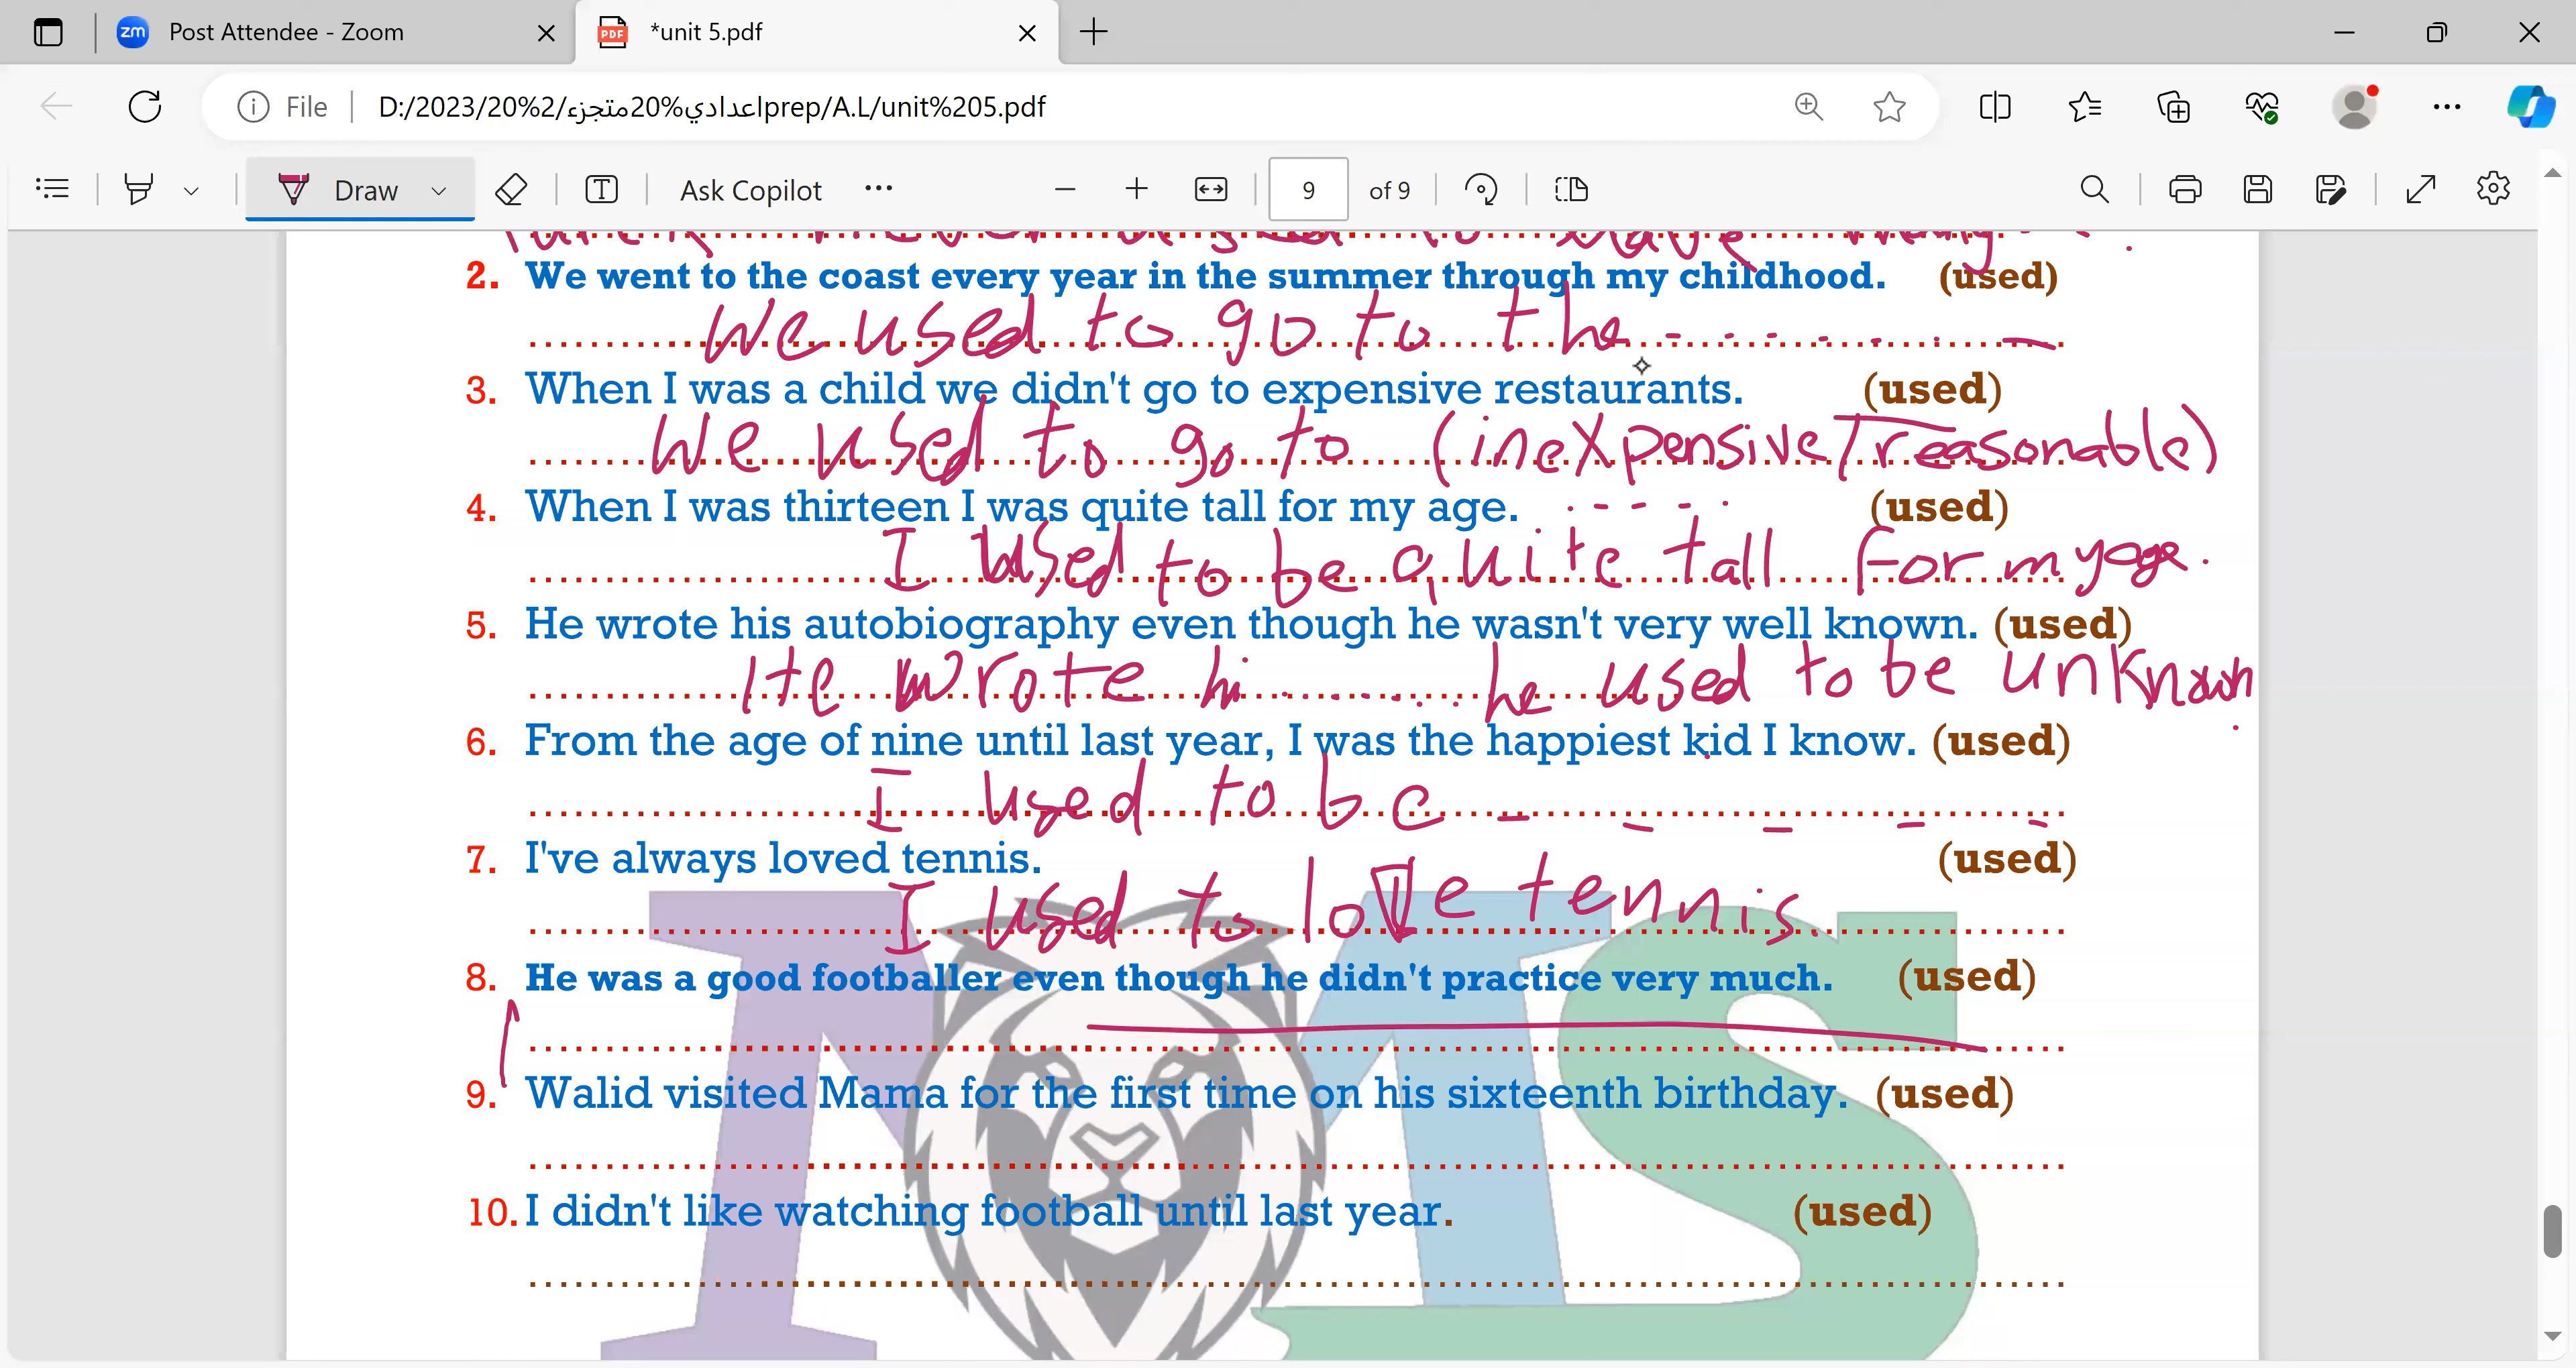 Post Attendee - Zoom
*unit 5.pdf
File
D:/2023/20%2/اعدادي%20متجزءprep/A.L/unit%205.pdf
Draw
Ask Copilot
9 of 9
used to have
2. We went to the coast every year in the summer through my childhood. (used)
We used to go to the
3. When I was a child we didn't go to expensive restaurants. (used)
We used to go to (inexpensive / reasonable)
4. When I was thirteen I was quite tall for my age. (used)
I used to be quite tall for my age.
5. He wrote his autobiography even though he wasn't very well known. (used)
He wrote hi......... he used to be unknown.
6. From the age of nine until last year, I was the happiest kid I know. (used)
I used to be
7. I've always loved tennis. (used)
I used to love tennis.
8. He was a good footballer even though he didn't practice very much. (used)
9. Walid visited Mama for the first time on his sixteenth birthday. (used)
10. I didn't like watching football until last year. (used)